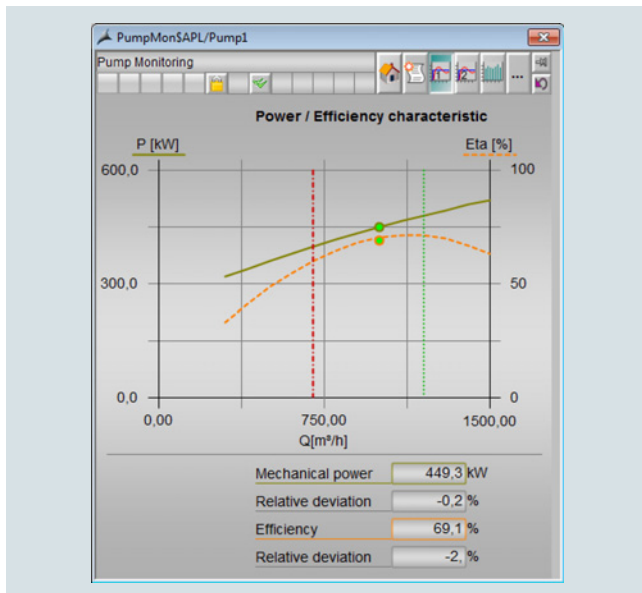 PumpMon$APL/Pump1
Pump Monitoring
1 2 ...
Power / Efficiency characteristic
P [kW] Eta [%]
600,0 100
300,0 50
0,0 0
0,00 750,00 1500,00
Q[m³/h]
Mechanical power 449,3 kW
Relative deviation -0,2 %
Efficiency 69,1 %
Relative deviation -2, %